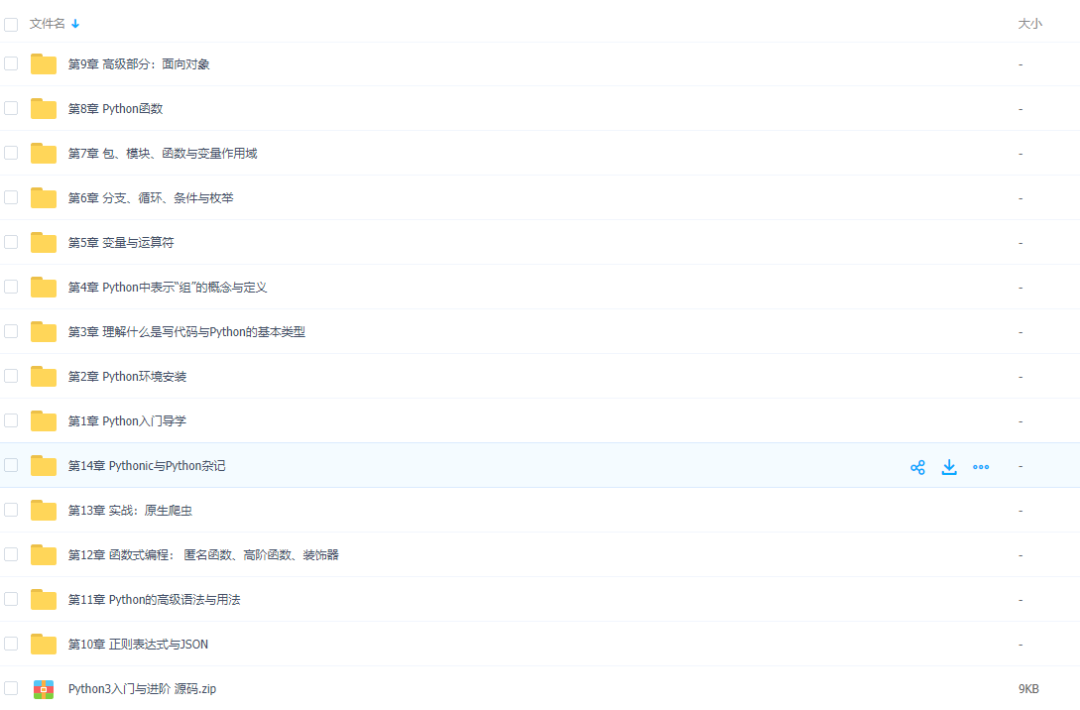 文件名 大小
第9章 高级部分：面向对象 -
第8章 Python函数 -
第7章 包、模块、函数与变量作用域 -
第6章 分支、循环、条件与枚举 -
第5章 变量与运算符 -
第4章 Python中表示“组”的概念与定义 -
第3章 理解什么是写代码与Python的基本类型 -
第2章 Python环境安装 -
第1章 Python入门导学 -
第14章 Pythonic与Python杂记 -
第13章 实战：原生爬虫 -
第12章 函数式编程： 匿名函数、高阶函数、装饰器 -
第11章 Python的高级语法与用法 -
第10章 正则表达式与JSON -
Python3入门与进阶 源码.zip 9KB